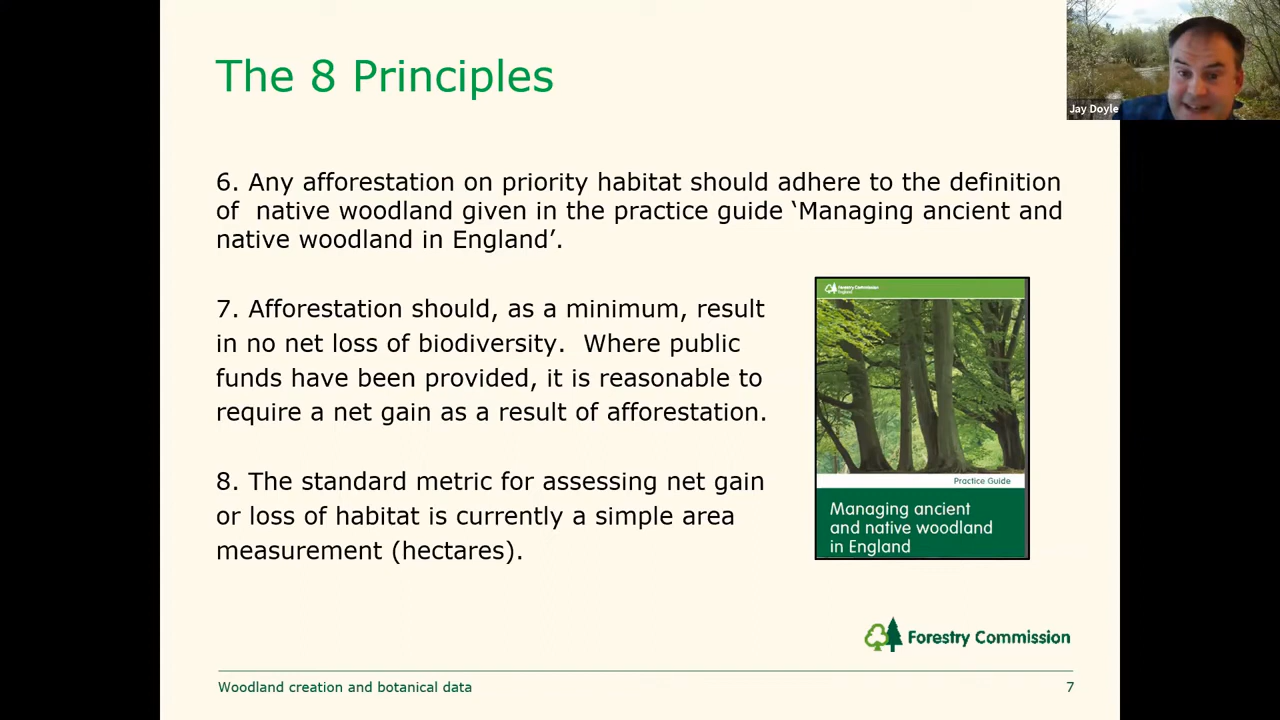 The 8 Principles
Jay Doyle
6. Any afforestation on priority habitat should adhere to the definition
of  native woodland given in the practice guide ‘Managing ancient and
native woodland in England’.
7. Afforestation should, as a minimum, result
in no net loss of biodiversity.  Where public
funds have been provided, it is reasonable to
require a net gain as a result of afforestation.
8. The standard metric for assessing net gain
or loss of habitat is currently a simple area
measurement (hectares).
Forestry Commission
England
Practice Guide
Managing ancient
and native woodland
in England
Forestry Commission
Woodland creation and botanical data
7